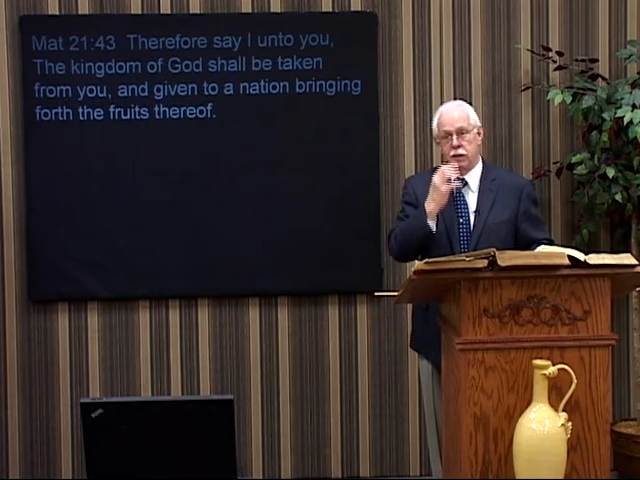 Mat 21:43 Therefore say I unto you,
The kingdom of God shall be taken
from you, and given to a nation bringing
forth the fruits thereof.